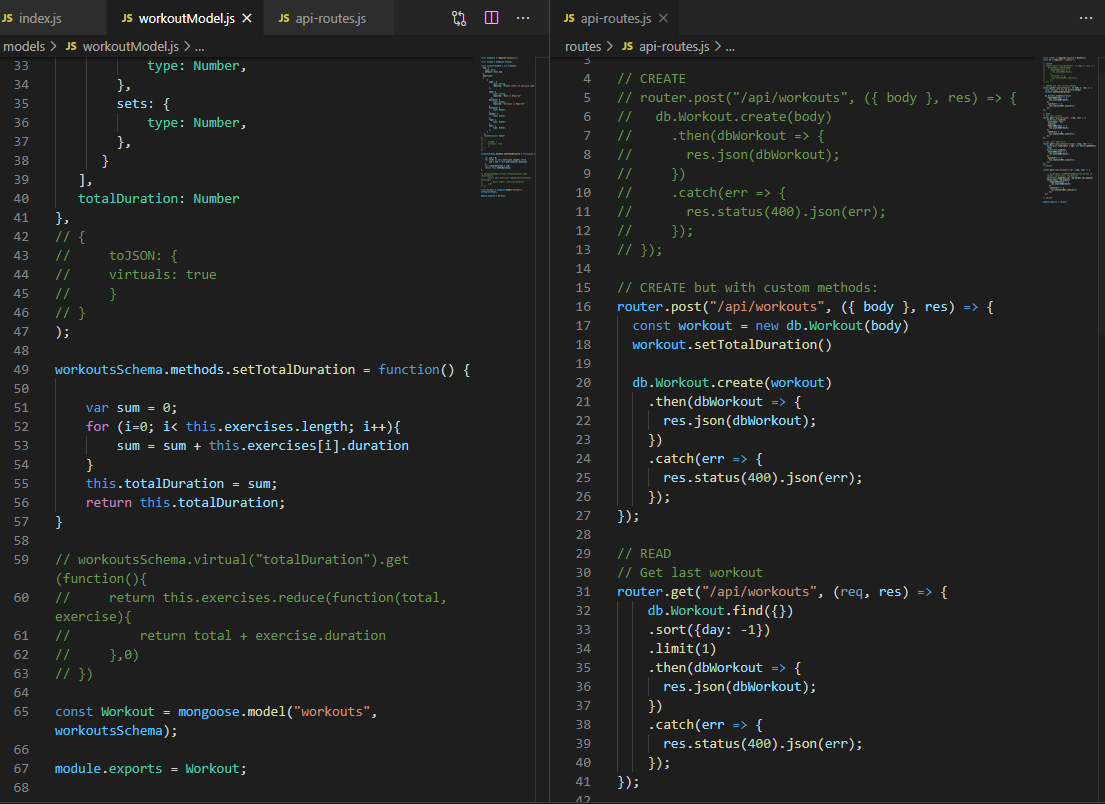 JS index.js
JS workoutModel.js ×
JS api-routes.js
...
models > JS workoutModel.js > ...
33 type: Number,
34 },
35 sets: {
36 type: Number,
37 },
38 }
39 ],
40 totalDuration: Number
41 },
42 // {
43 //     toJSON: {
44 //     virtuals: true
45 //     }
46 // }
47 );
48
49 workoutsSchema.methods.setTotalDuration = function() {
50
51 var sum = 0;
52 for (i=0; i< this.exercises.length; i++){
53 sum = sum + this.exercises[i].duration
54 }
55 this.totalDuration = sum;
56 return this.totalDuration;
57 }
58
59 // workoutsSchema.virtual("totalDuration").get
(function(){
60 //     return this.exercises.reduce(function(total,
exercise){
61 //         return total + exercise.duration
62 //     },0)
63 // })
64
65 const Workout = mongoose.model("workouts",
workoutsSchema);
66
67 module.exports = Workout;
68
JS api-routes.js ×
...
routes > JS api-routes.js > ...
3
4 // CREATE
5 // router.post("/api/workouts", ({ body }, res) => {
6 //   db.Workout.create(body)
7 //     .then(dbWorkout => {
8 //       res.json(dbWorkout);
9 //     })
10 //     .catch(err => {
11 //       res.status(400).json(err);
12 //     });
13 // });
14
15 // CREATE but with custom methods:
16 router.post("/api/workouts", ({ body }, res) => {
17 const workout = new db.Workout(body)
18 workout.setTotalDuration()
19
20 db.Workout.create(workout)
21 .then(dbWorkout => {
22 res.json(dbWorkout);
23 })
24 .catch(err => {
25 res.status(400).json(err);
26 });
27 });
28
29 // READ
30 // Get last workout
31 router.get("/api/workouts", (req, res) => {
32 db.Workout.find({})
33 .sort({day: -1})
34 .limit(1)
35 .then(dbWorkout => {
36 res.json(dbWorkout);
37 })
38 .catch(err => {
39 res.status(400).json(err);
40 });
41 });
42